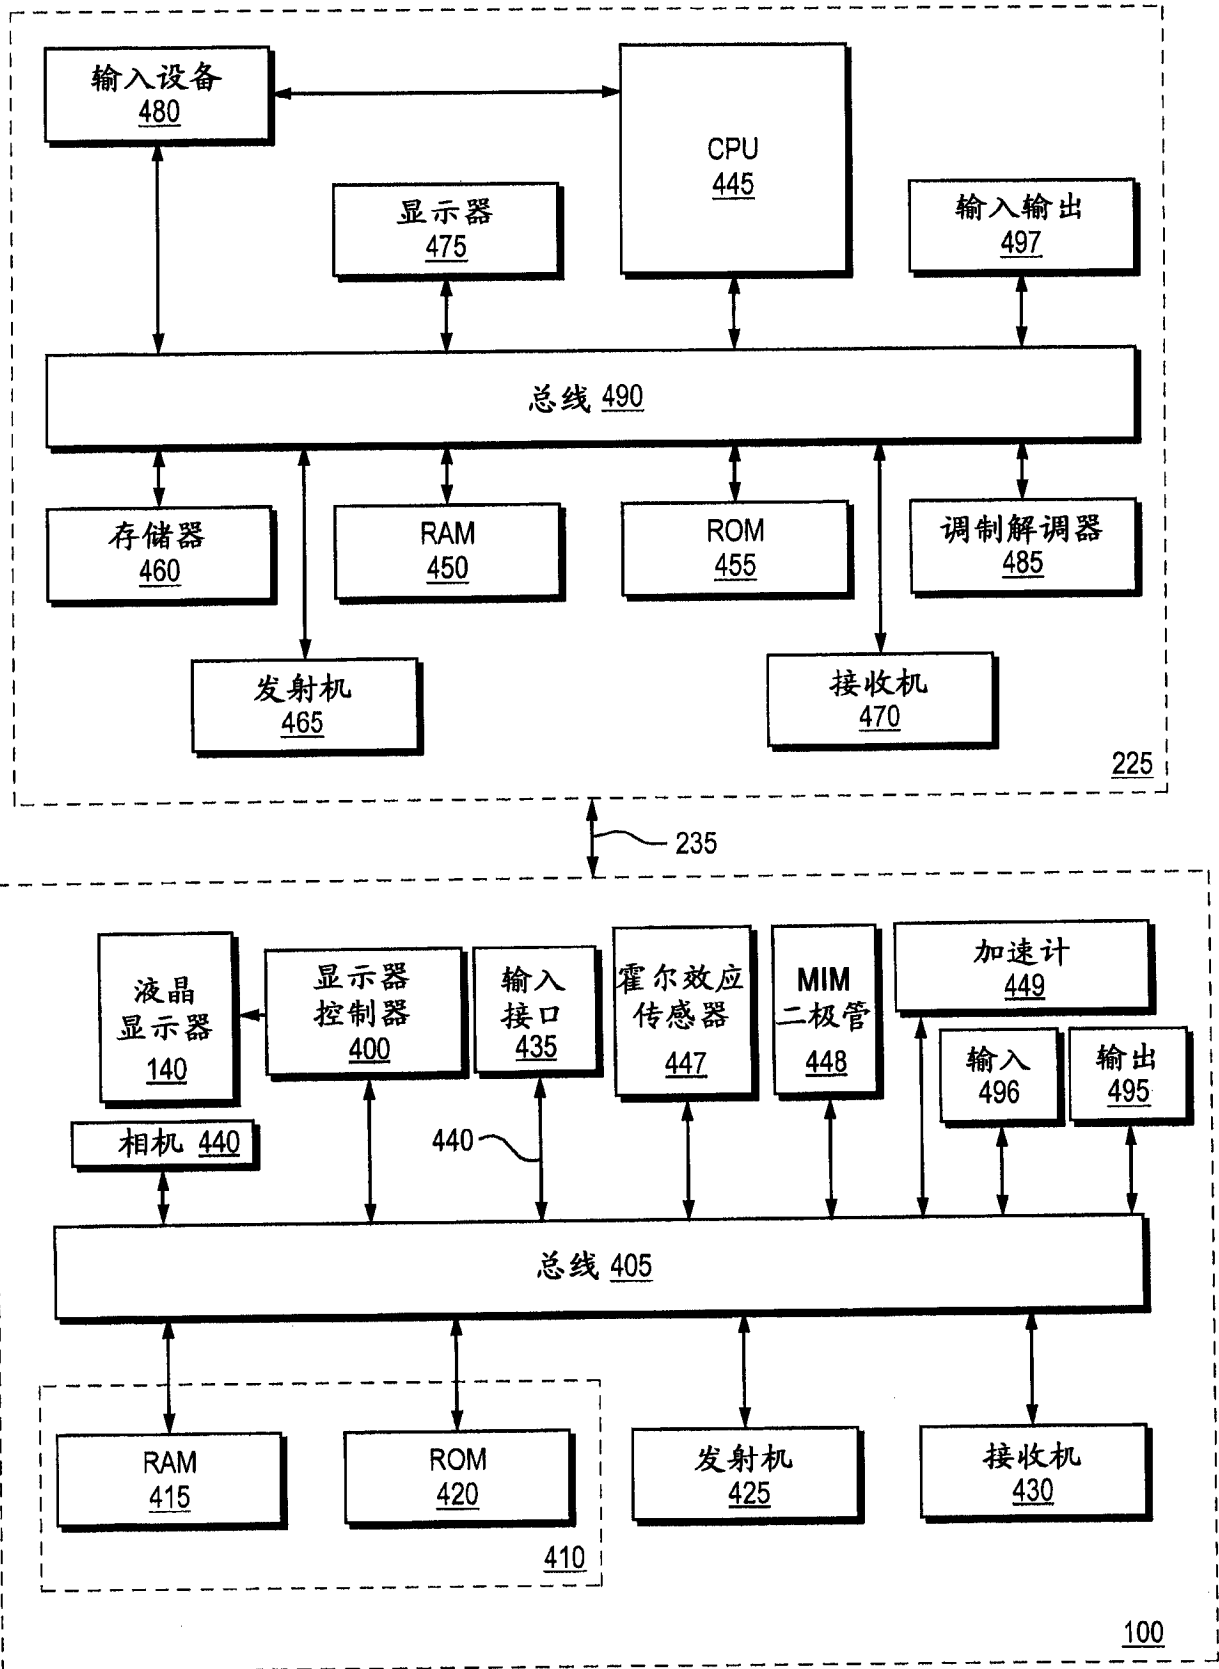 输入设备
480
CPU
445
显示器
475
输入输出
497
总线 490
存储器
460
RAM
450
ROM
455
调制解调器
485
发射机
465
接收机
470
225
235
液晶
显示器
140
显示器
控制器
400
输入
接口
435
霍尔效应
传感器
447
MIM
二极管
448
加速计
449
输入
496
输出
495
相机 440
440
总线 405
RAM
415
ROM
420
发射机
425
接收机
430
410
100